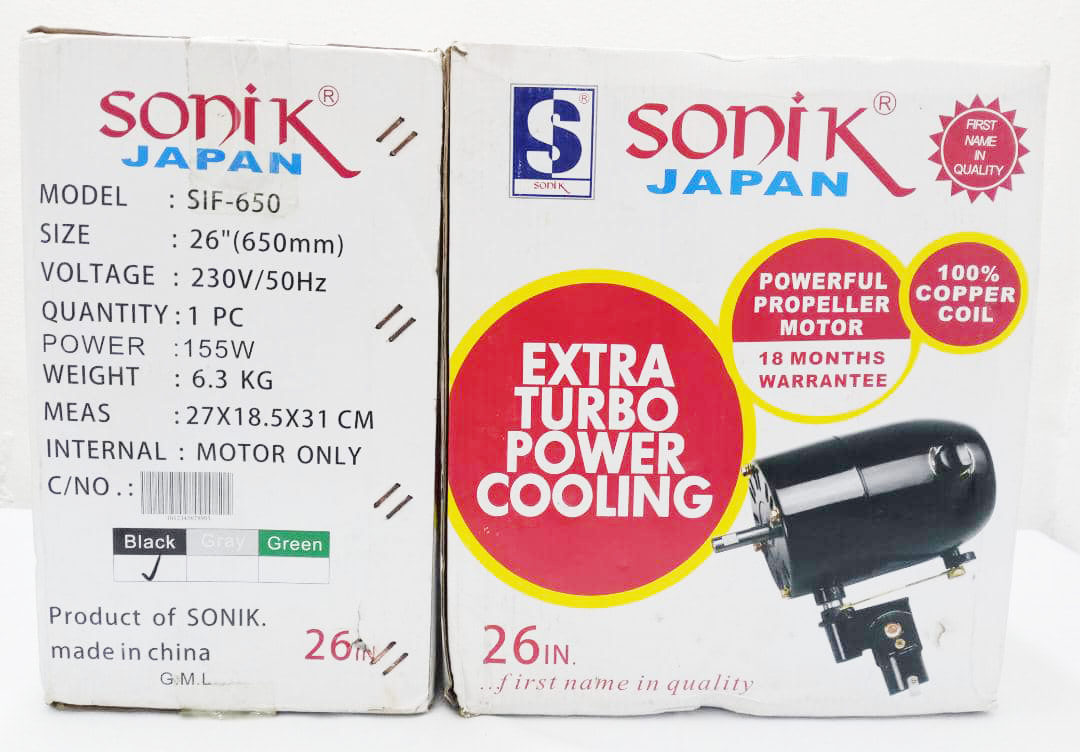 SONiK®
JAPAN
MODEL : SIF-650
SIZE : 26"(650mm)
VOLTAGE : 230V/50Hz
QUANTITY : 1 PC
POWER :155W
WEIGHT : 6.3 KG
MEAS : 27X18.5X31 CM
INTERNAL : MOTOR ONLY
C/NO.:
Black Gray Green
Product of SONIK.
made in china
G.M.L
26IN
S®
SONiK
SONiK®
JAPAN
FIRST
NAME
IN
QUALITY
POWERFUL
PROPELLER
MOTOR
18 MONTHS
WARRANTEE
100%
COPPER
COIL
EXTRA
TURBO
POWER
COOLING
26IN.
...first name in quality